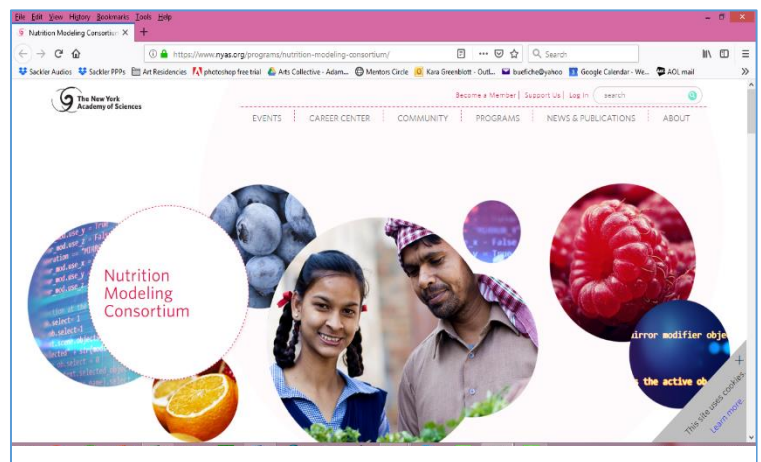 File Edit View History Bookmarks Tools Help
Nutrition Modeling Consortiur
https://www.nyas.org/programs/nutrition-modeling-consortium/
Search
Sackler Audios Sackler PPPs Art Residencies photoshop free trial Arts Collective - Adam... Mentors Circle Kara Greenblott - Outl... buefiche@yahoo Google Calendar - We... AOL mail
The New York
Academy of Sciences
Become a Member | Support Us | Log In search
EVENTS CAREER CENTER COMMUNITY PROGRAMS NEWS & PUBLICATIONS ABOUT
Nutrition
Modeling
Consortium
x - False
y = True
irror modifier obje
the active ob
This site uses cookies.
Learn more.